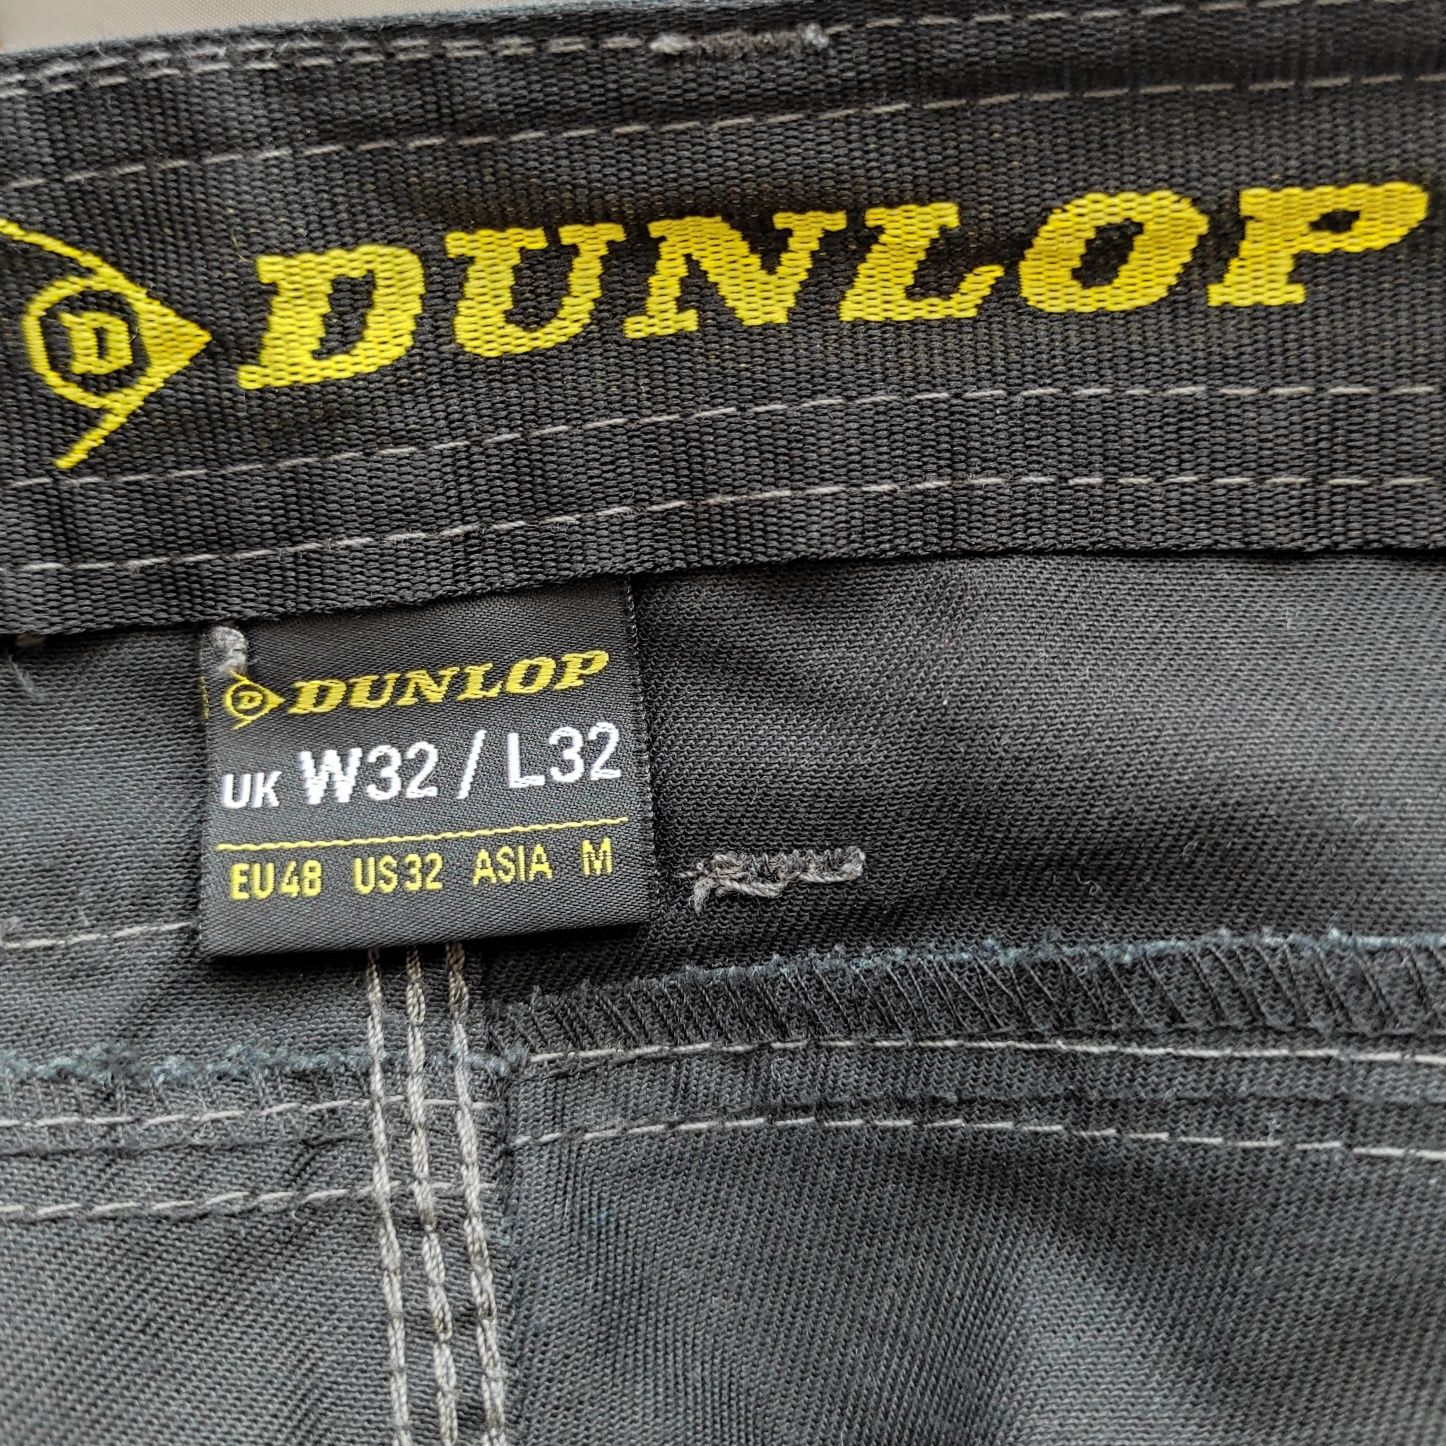 D DUNLOP
D DUNLOP
UK W32 / L32
EU48 US32 ASIA M